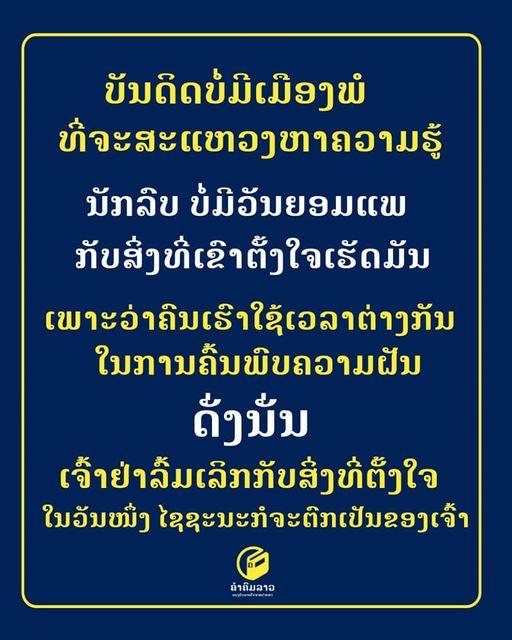 ບັນດິດບໍ່ມີເມືອງພໍ
ທີ່ຈະສະແຫວງຫາຄວາມຮູ້
ນັກລົບ ບໍ່ມີວັນຍອມແພ
ກັບສິ່ງທີ່ເຂົາຕັ້ງໃຈເຮັດມັນ
ເພາະວ່າຄົນເຮົາໃຊ້ເວລາຕ່າງກັນ
ໃນການຄົ້ນພົບຄວາມຝັນ
ດັ່ງນັ້ນ
ເຈົ້າຢ່າລົ້ມເລິກກັບສິ່ງທີ່ຕັ້ງໃຈ
ໃນວັນໜຶ່ງ ໄຊຊະນະກໍຈະຕົກເປັນຂອງເຈົ້າ
ຄຳຄົມລາວ